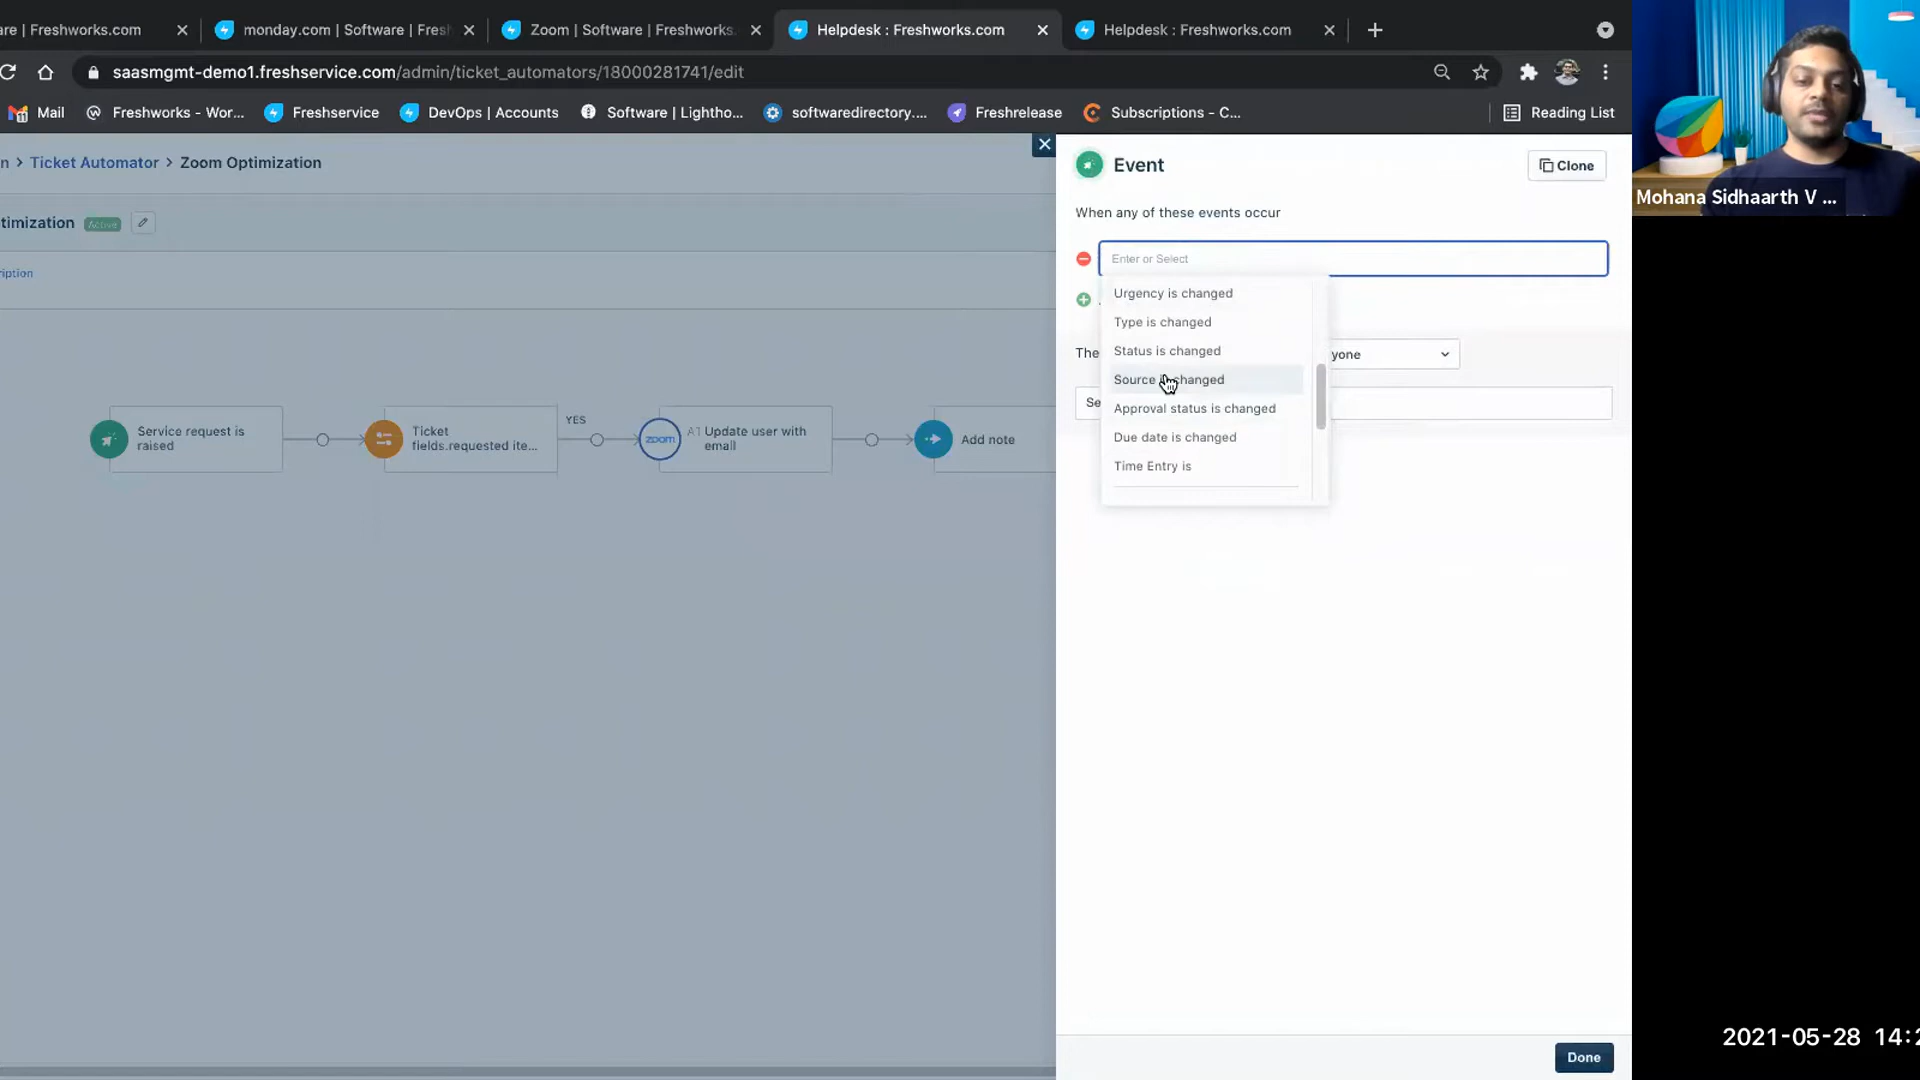 re | Freshworks.com
monday.com | Software | Fresh
Zoom | Software | Freshworks.
Helpdesk : Freshworks.com
Helpdesk : Freshworks.com
saasmgmt-demo1.freshservice.com/admin/ticket_automators/18000281741/edit
Mail
Freshworks - Wor...
Freshservice
DevOps | Accounts
Software | Lightho...
softwaredirectory....
Freshrelease
Subscriptions - C...
Reading List
n > Ticket Automator > Zoom Optimization
timization Active
ription
Service request is
raised
Ticket
fields.requested ite...
YES
zoom
A1 Update user with
email
Add note
Event
Clone
When any of these events occur
Enter or Select
Urgency is changed
Type is changed
Status is changed
Source is changed
Approval status is changed
Due date is changed
Time Entry is
The
yone
Se
Done
Mohana Sidhaarth V ...
2021-05-28 14:2